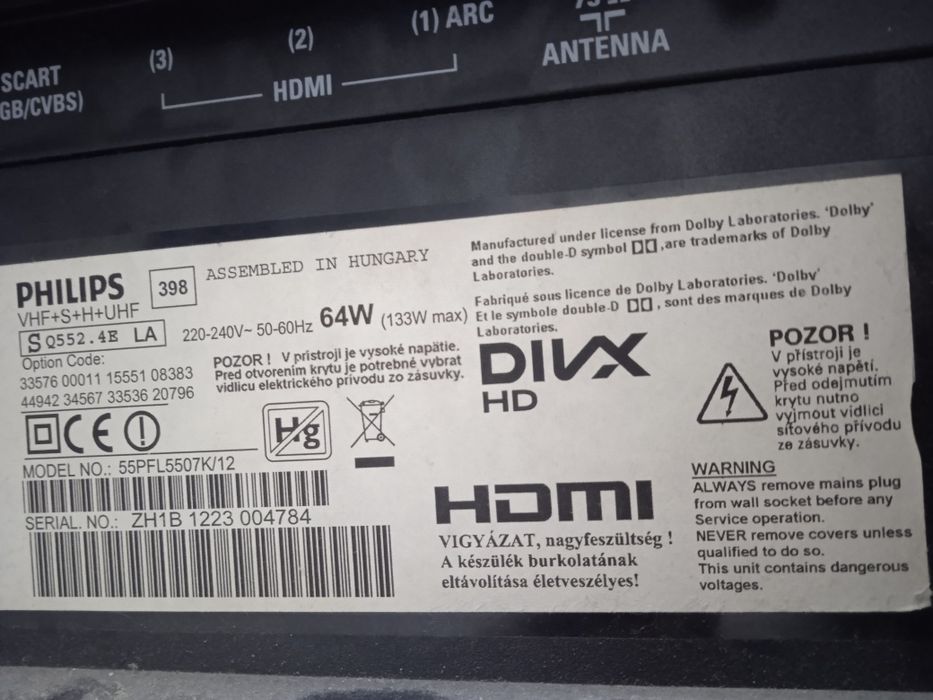 (3)
(2)
(1) ARC
SCART
GB/CVBS)
HDMI
ANTENNA
PHILIPS
398
ASSEMBLED IN HUNGARY
VHF+S+H+UHF
S Q552.4E LA
220-240V~ 50-60Hz 64W (133W max)
Option Code:
33576 00011 15551 08383
44942 34567 33536 20796
POZOR ! V prístroji je vysoké napätie.
Pred otvorením krytu je potrebné vybrat
vidlicu elektrického prívodu zo zásuvky.
CE
Hg
MODEL NO.: 55PFL5507K/12
SERIAL. NO.: ZH1B 1223 004784
Manufactured under license from Dolby Laboratories. 'Dolby'
and the double-D symbol ,are trademarks of Dolby
Laboratories.
Fabriqué sous licence de Dolby Laboratories. 'Dolby'
Et le symbole double-D , sont des marques de Dolby
Laboratories.
DIVX
HD
HDMI
VIGYÁZAT, nagyfeszültség !
A készülék burkolatának
eltávolítása életveszélyes!
POZOR !
V přístroji je
vysoké napětí.
Před odejmutím
krytu nutno
vyjmout vidlici
síťového přívodu
ze zásuvky.
WARNING
ALWAYS remove mains plug
from wall socket before any
Service operation.
NEVER remove covers unless
qualified to do so.
This unit contains dangerous
voltages.